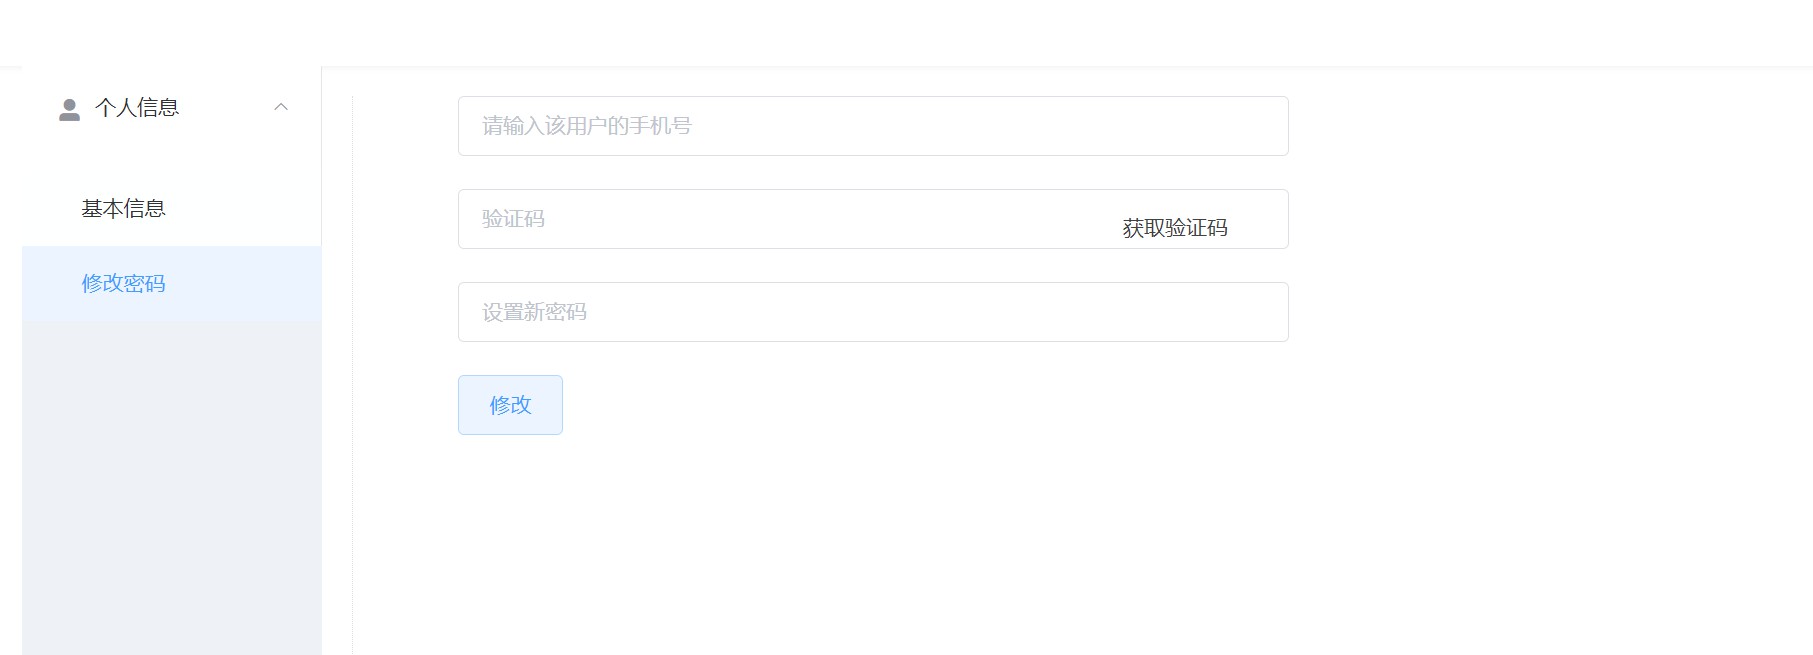 个人信息
基本信息
修改密码
请输入该用户的手机号
验证码
获取验证码
设置新密码
修改